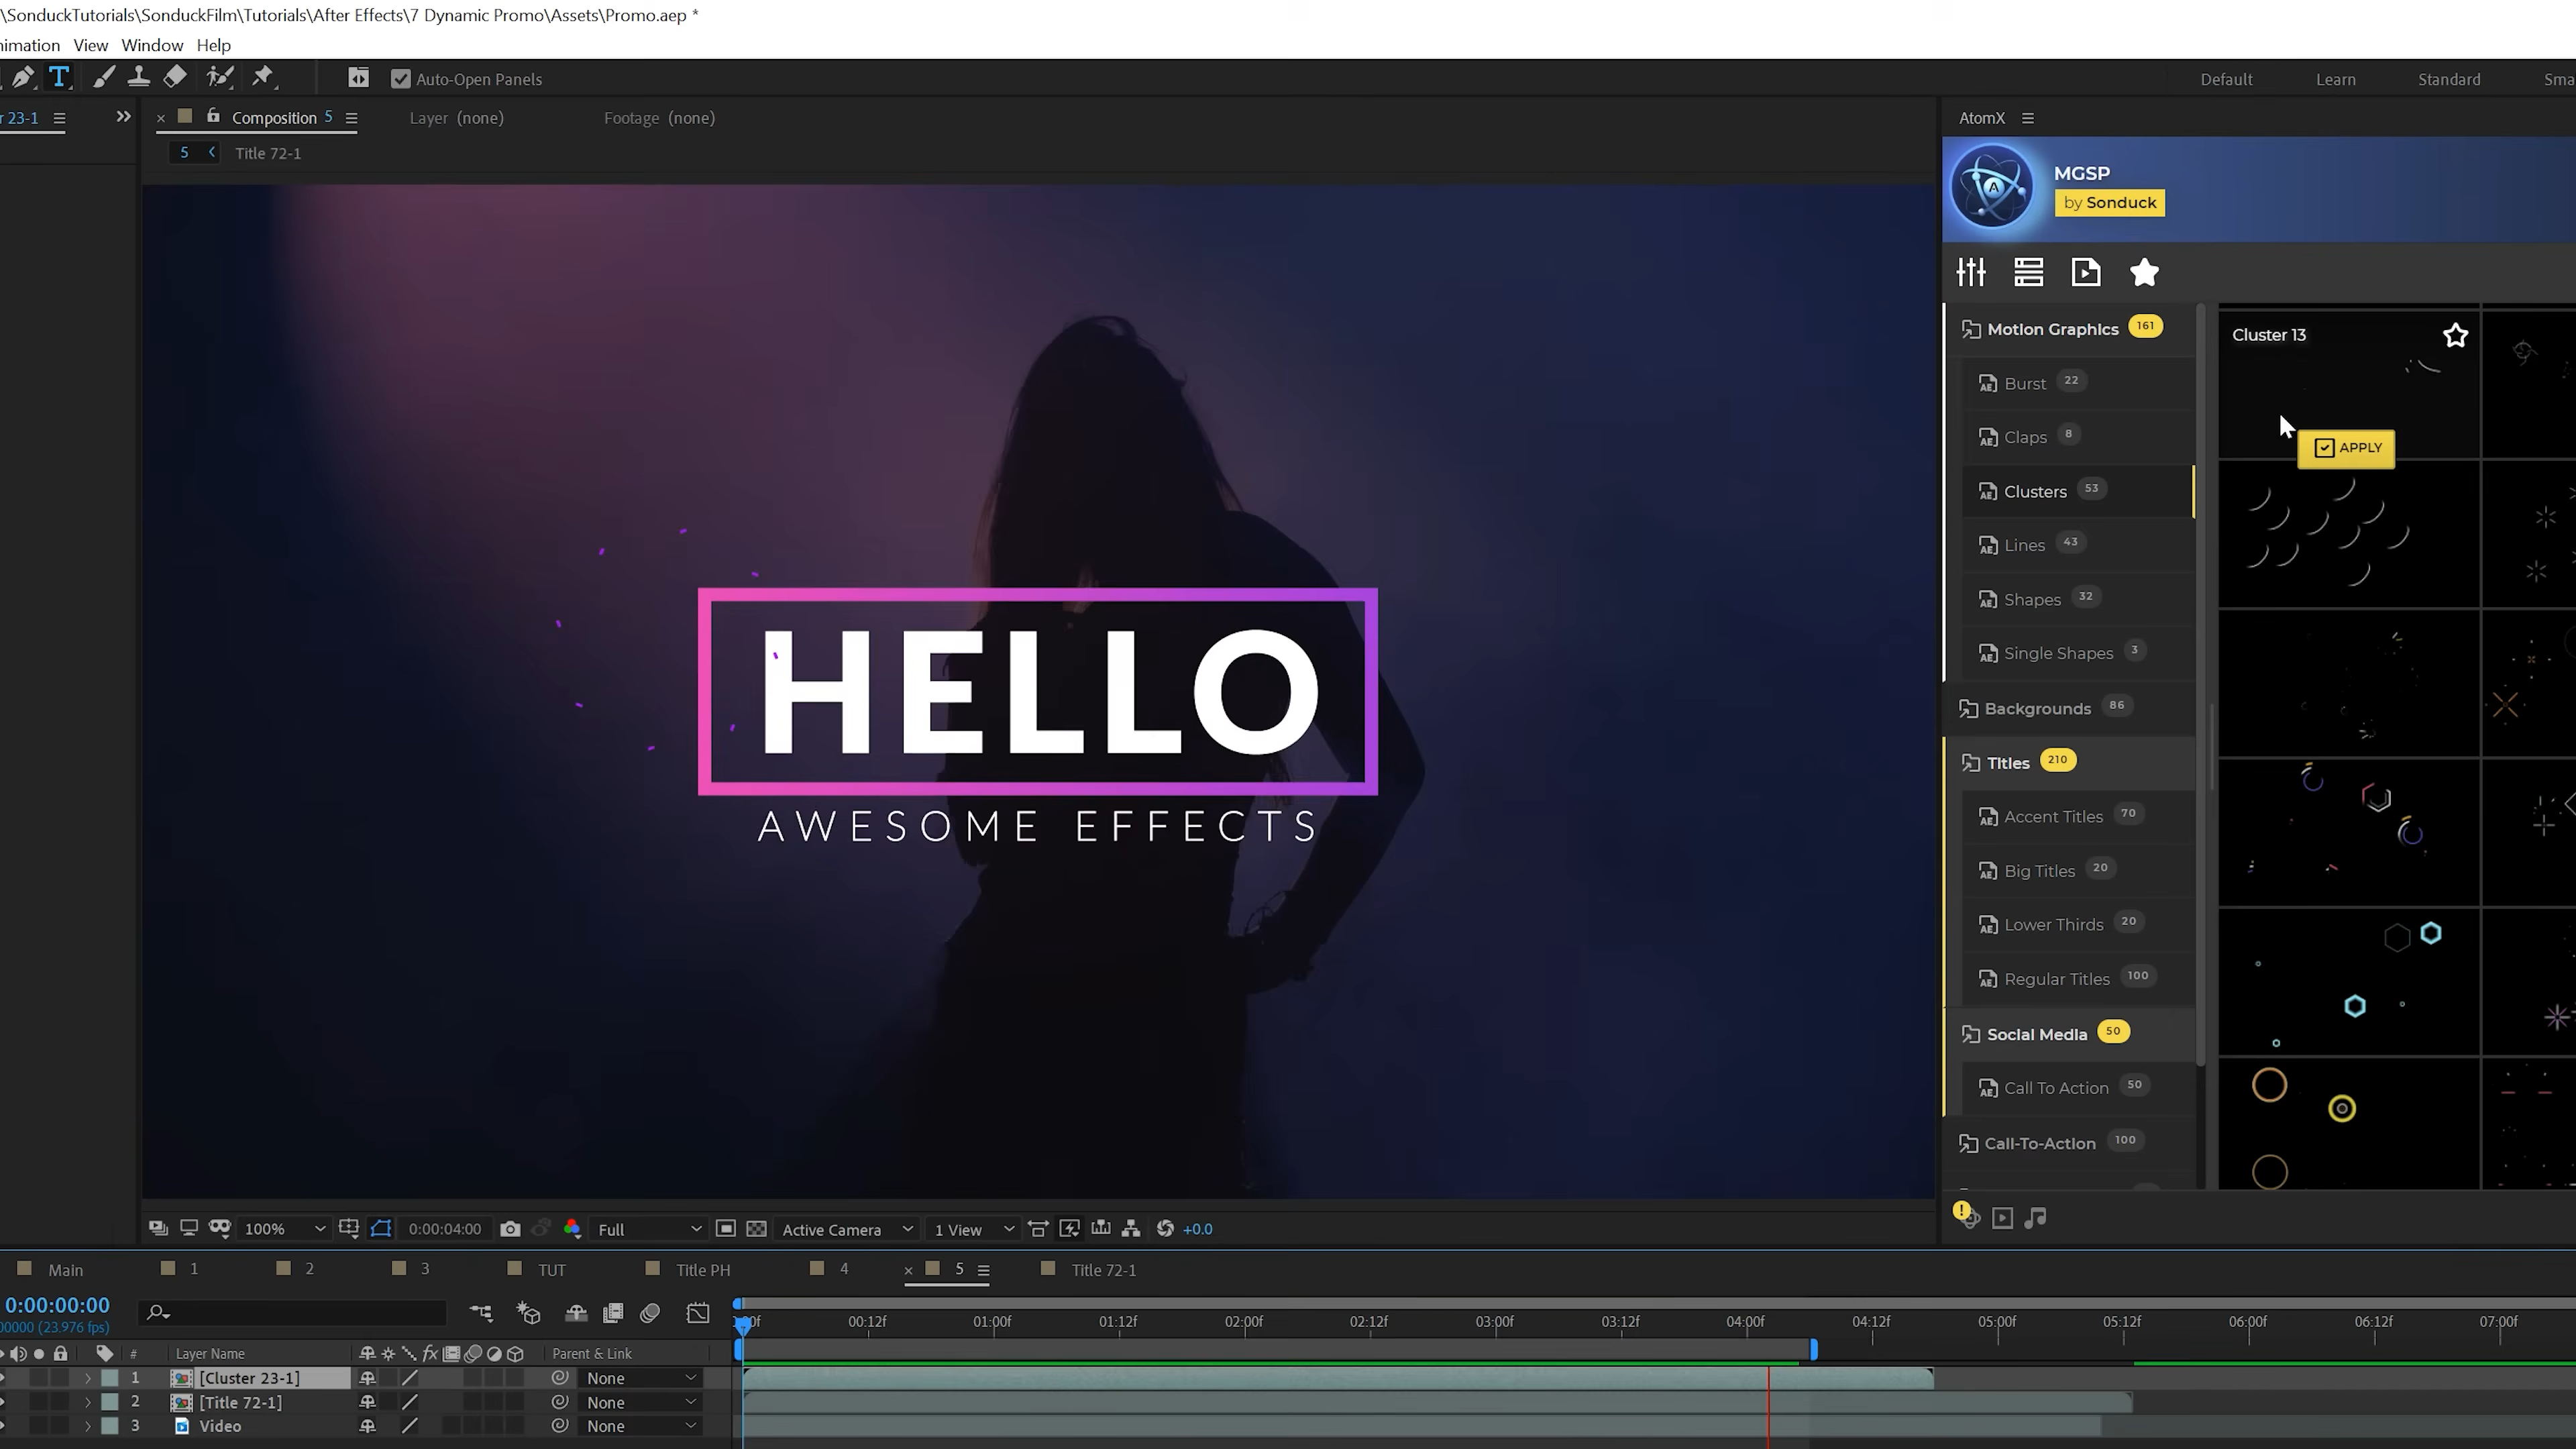 \SonduckTutorials\SonduckFilm\Tutorials\After Effects\7 Dynamic Promo\Assets\Promo.aep *
nimation View Window Help
T Auto-Open Panels Default Learn Standard Sma
r 23-1
Composition 5 Layer (none) Footage (none)
5 Title 72-1
AtomX
MGSP
by Sonduck
Motion Graphics 161
Burst 22
Claps 8
Clusters 53
Lines 43
Shapes 32
Single Shapes 3
Backgrounds 86
Titles 210
Accent Titles 70
Big Titles 20
Lower Thirds 20
Regular Titles 100
Social Media 50
Call To Action 50
Call-To-Action 100
Cluster 13
APPLY
HELLO
AWESOME EFFECTS
100% 0:00:04:00 Full Active Camera 1 View +0.0
Main 1 2 3 TUT Title PH 4 5 Title 72-1
0:00:00:00
00000 (23.976 fps)
00:12f 01:00f 01:12f 02:00f 02:12f 03:00f 03:12f 04:00f 04:12f 05:00f 05:12f 06:00f 06:12f 07:00f
# Layer Name fx Parent & Link
1 [Cluster 23-1] None
2 [Title 72-1] None
3 Video None